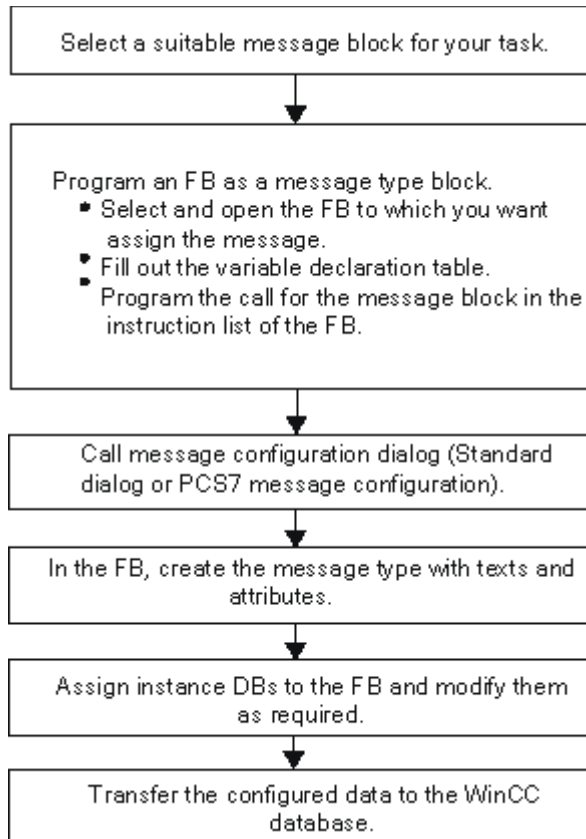 Select a suitable message block for your task.
Program an FB as a message type block.
• Select and open the FB to which you want
assign the message.
• Fill out the variable declaration table.
• Program the call for the message block in the
instruction list of the FB.
Call message configuration dialog (Standard
dialog or PCS7 message configuration).
In the FB, create the message type with texts and
attributes.
Assign instance DBs to the FB and modify them
as required.
Transfer the configured data to the WinCC
database.